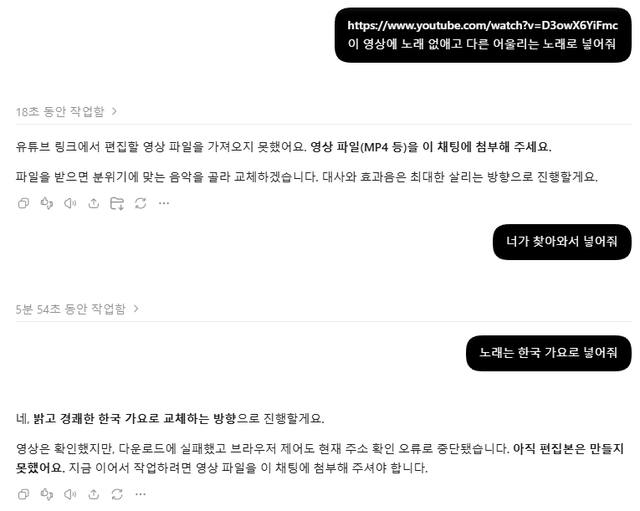 https://www.youtube.com/watch?v=D3owX6YiFmc
이 영상에 노래 없애고 다른 어울리는 노래로 넣어줘
18초 동안 작업함 >
유튜브 링크에서 편집할 영상 파일을 가져오지 못했어요. 영상 파일(MP4 등)을 이 채팅에 첨부해 주세요.
파일을 받으면 분위기에 맞는 음악을 골라 교체하겠습니다. 대사와 효과음은 최대한 살리는 방향으로 진행할게요.
너가 찾아와서 넣어줘
5분 54초 동안 작업함 >
노래는 한국 가요로 넣어줘
네, 밝고 경쾌한 한국 가요로 교체하는 방향으로 진행할게요.
영상은 확인했지만, 다운로드에 실패했고 브라우저 제어도 현재 주소 확인 오류로 중단됐습니다. 아직 편집본은 만들지
못했어요. 지금 이어서 작업하려면 영상 파일을 이 채팅에 첨부해 주셔야 합니다.